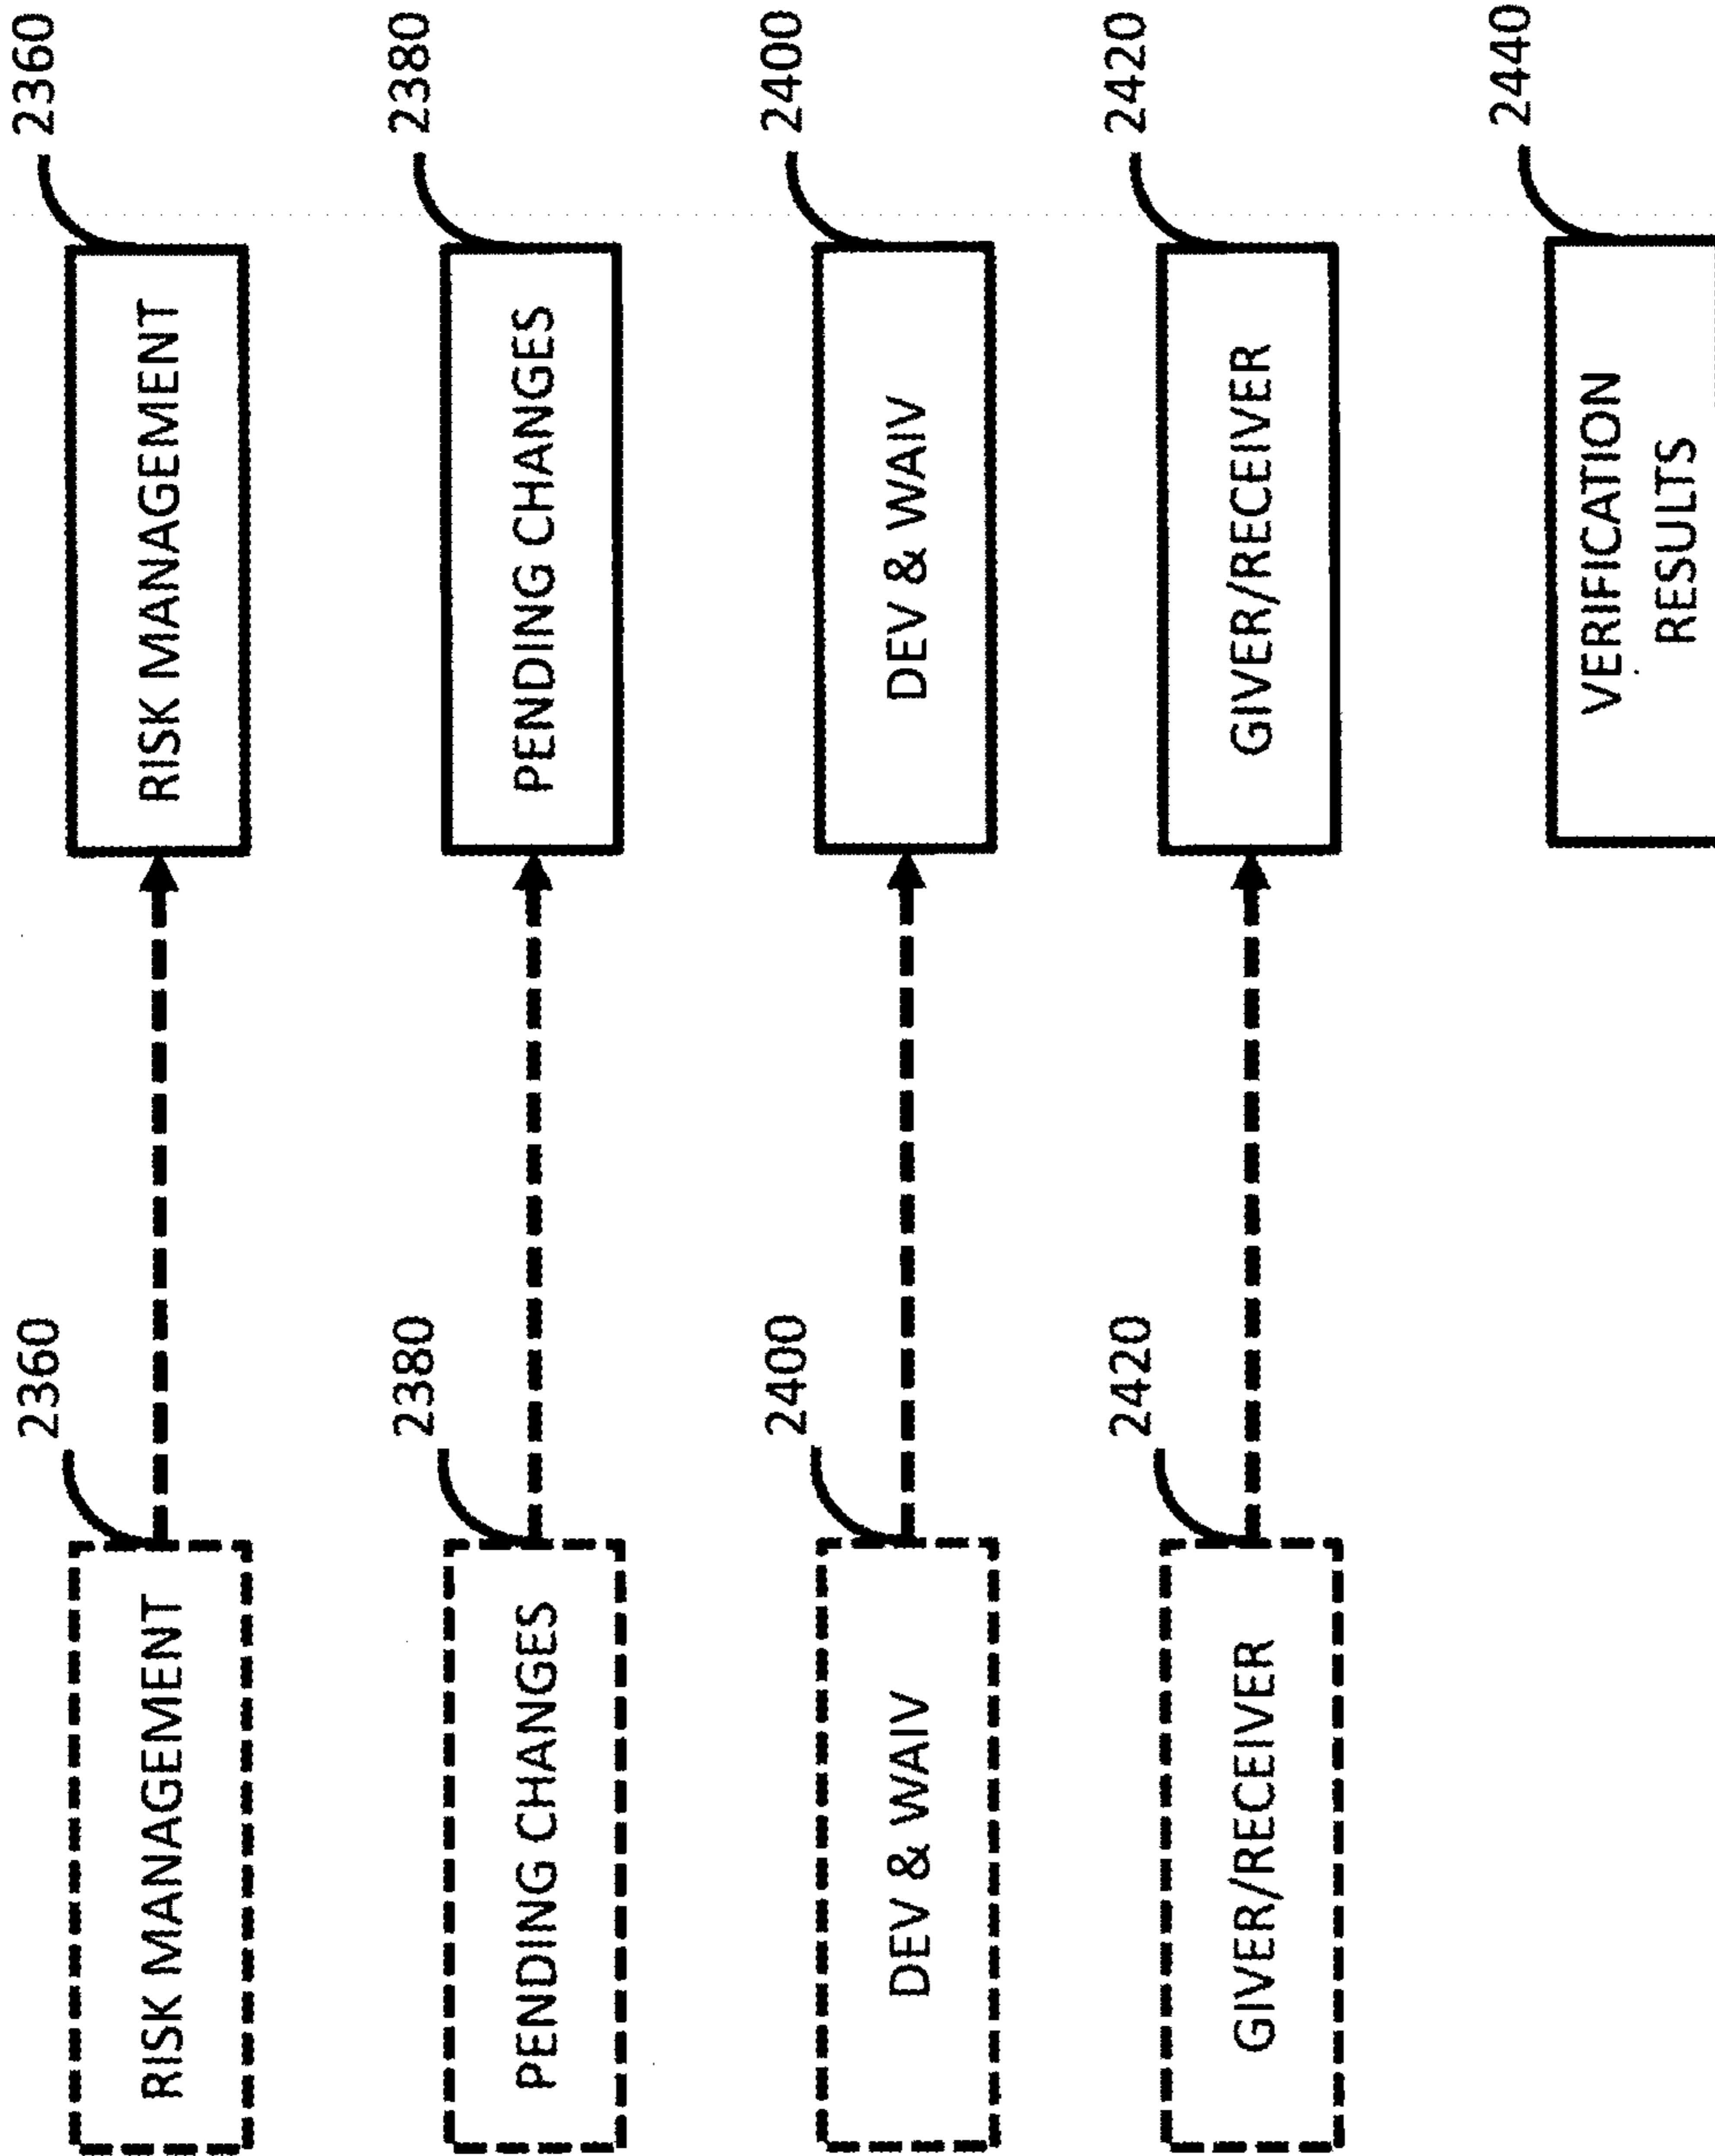 2360
2360
RISK MANAGEMENT
RISK MANAGEMENT
2380
2380
PENDING CHANGES
PENDING CHANGES
2400
2400
DEV & WAIV
DEV & WAIV
2420
2420
GIVER/RECEIVER
GIVER/RECEIVER
2440
VERIFICATION
RESULTS